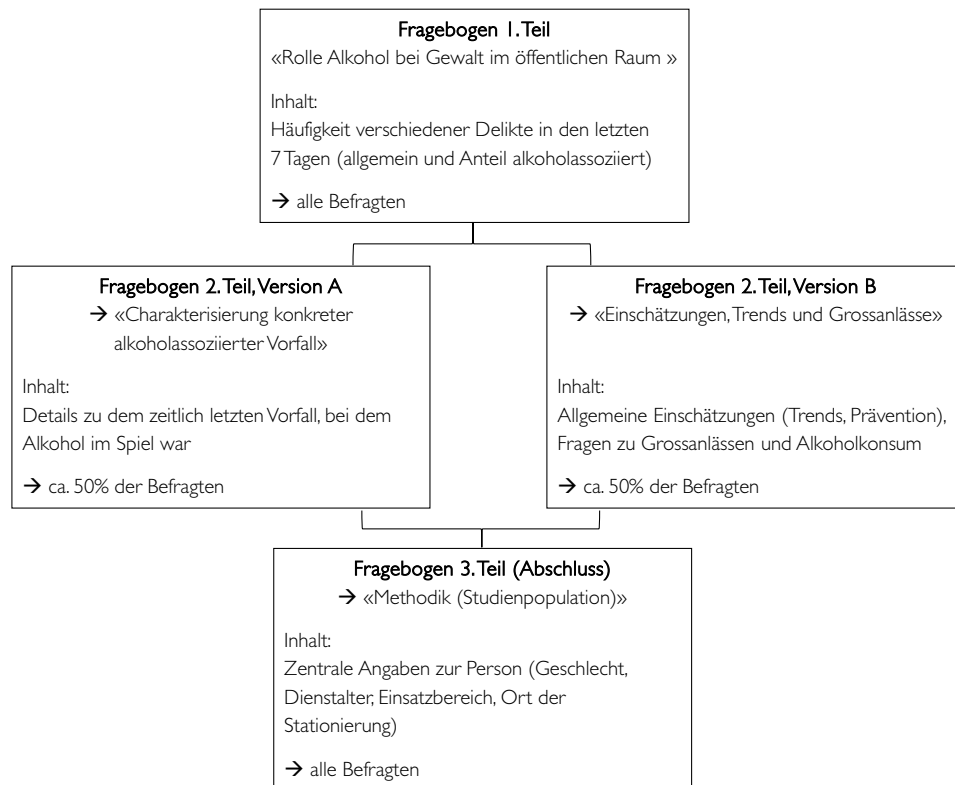 Fragebogen 1. Teil
«Rolle Alkohol bei Gewalt im öffentlichen Raum »
Inhalt:
Häufigkeit verschiedener Delikte in den letzten
7 Tagen (allgemein und Anteil alkoholassoziiert)
→ alle Befragten
Fragebogen 2. Teil, Version A
→ «Charakterisierung konkreter
alkoholassoziierter Vorfall»
Inhalt:
Details zu dem zeitlich letzten Vorfall, bei dem
Alkohol im Spiel war
→ ca. 50% der Befragten
Fragebogen 2. Teil, Version B
→ «Einschätzungen, Trends und Grossanlässe»
Inhalt:
Allgemeine Einschätzungen (Trends, Prävention),
Fragen zu Grossanlässen und Alkoholkonsum
→ ca. 50% der Befragten
Fragebogen 3. Teil (Abschluss)
→ «Methodik (Studienpopulation)»
Inhalt:
Zentrale Angaben zur Person (Geschlecht,
Dienstalter, Einsatzbereich, Ort der
Stationierung)
→ alle Befragten